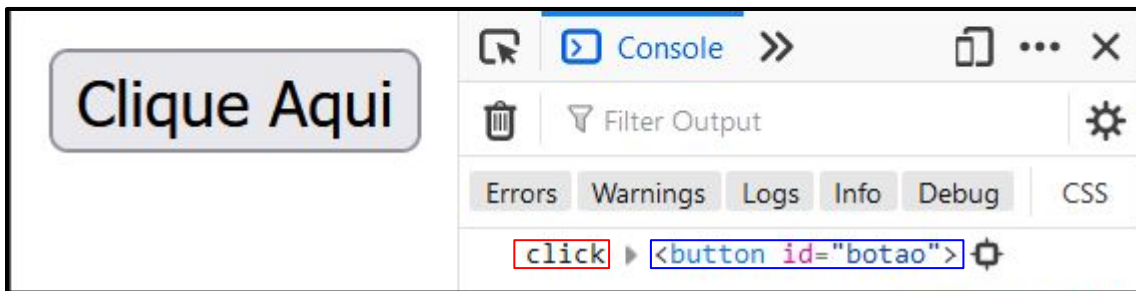 Clique Aqui
Console
Filter Output
Errors Warnings Logs Info Debug CSS
click <button id="botao">